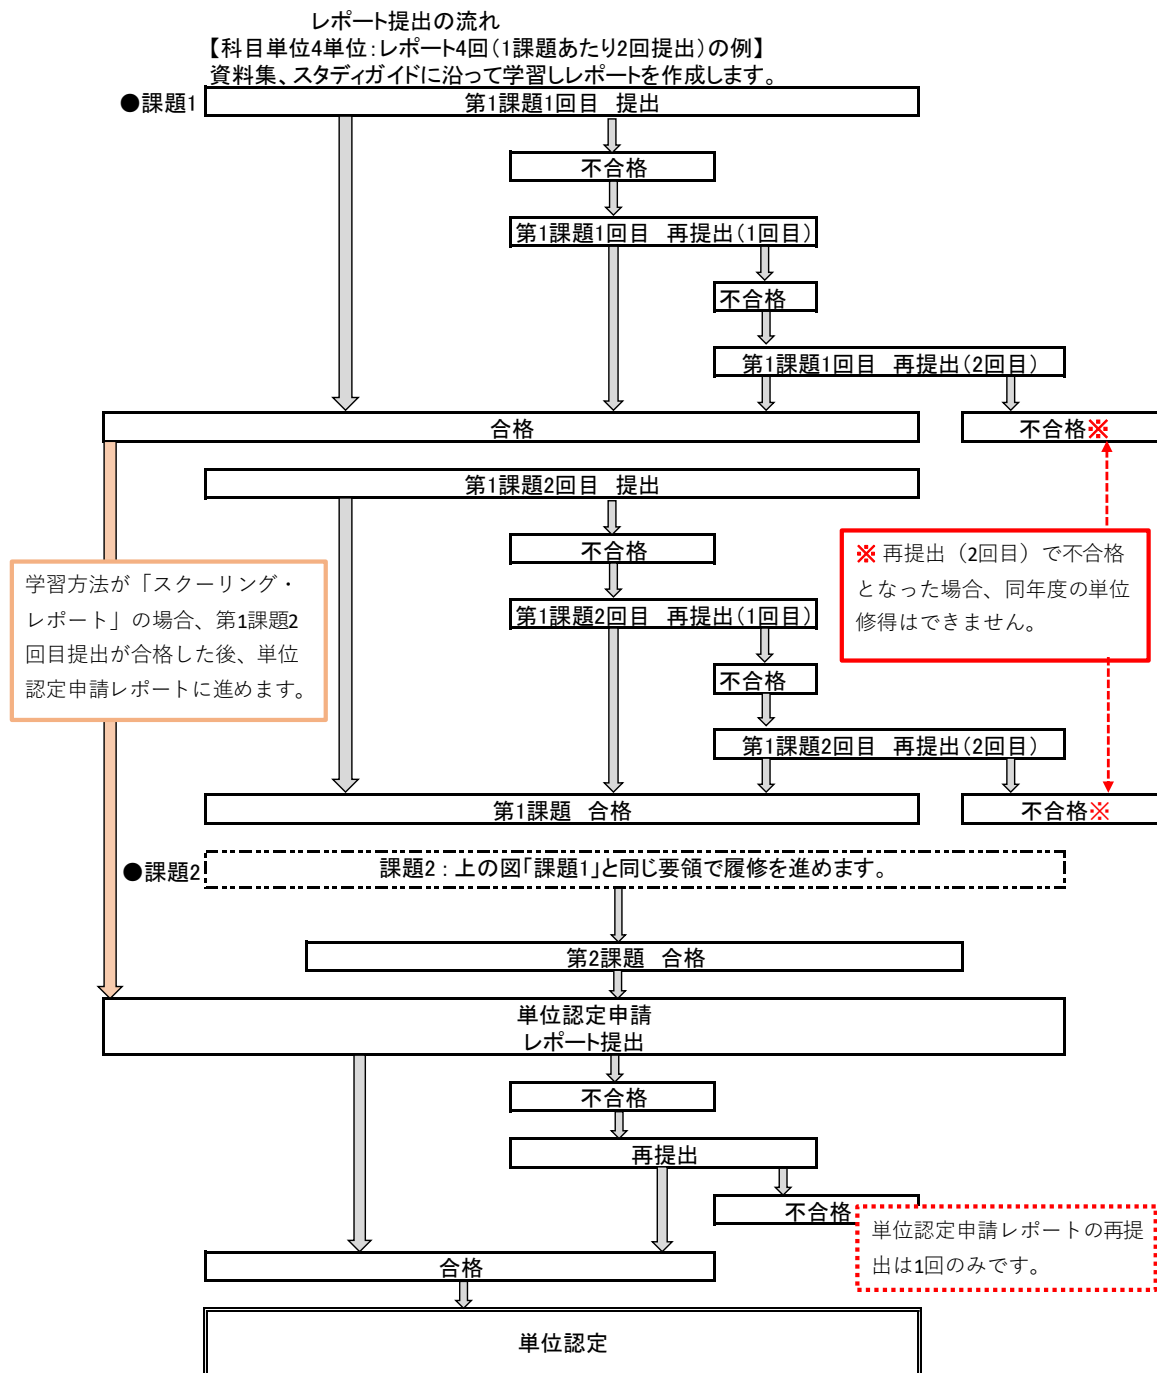 レポート提出の流れ
【科目単位4単位:レポート4回(1課題あたり2回提出)の例】
資料集、スタディガイドに沿って学習しレポートを作成します。
●課題1
第1課題1回目 提出
不合格
第1課題1回目 再提出(1回目)
不合格
第1課題1回目 再提出(2回目)
合格
不合格※
第1課題2回目 提出
不合格
※ 再提出(2回目)で不合格
となった場合、同年度の単位
修得はできません。
学習方法が「スクーリング・
レポート」の場合、第1課題2
回目提出が合格した後、単位
認定申請レポートに進めます。
第1課題2回目 再提出(1回目)
不合格
第1課題2回目 再提出(2回目)
第1課題 合格
不合格※
●課題2
課題2:上の図「課題1」と同じ要領で履修を進めます。
第2課題 合格
単位認定申請
レポート提出
不合格
再提出
不合格
単位認定申請レポートの再提
出は1回のみです。
合格
単位認定